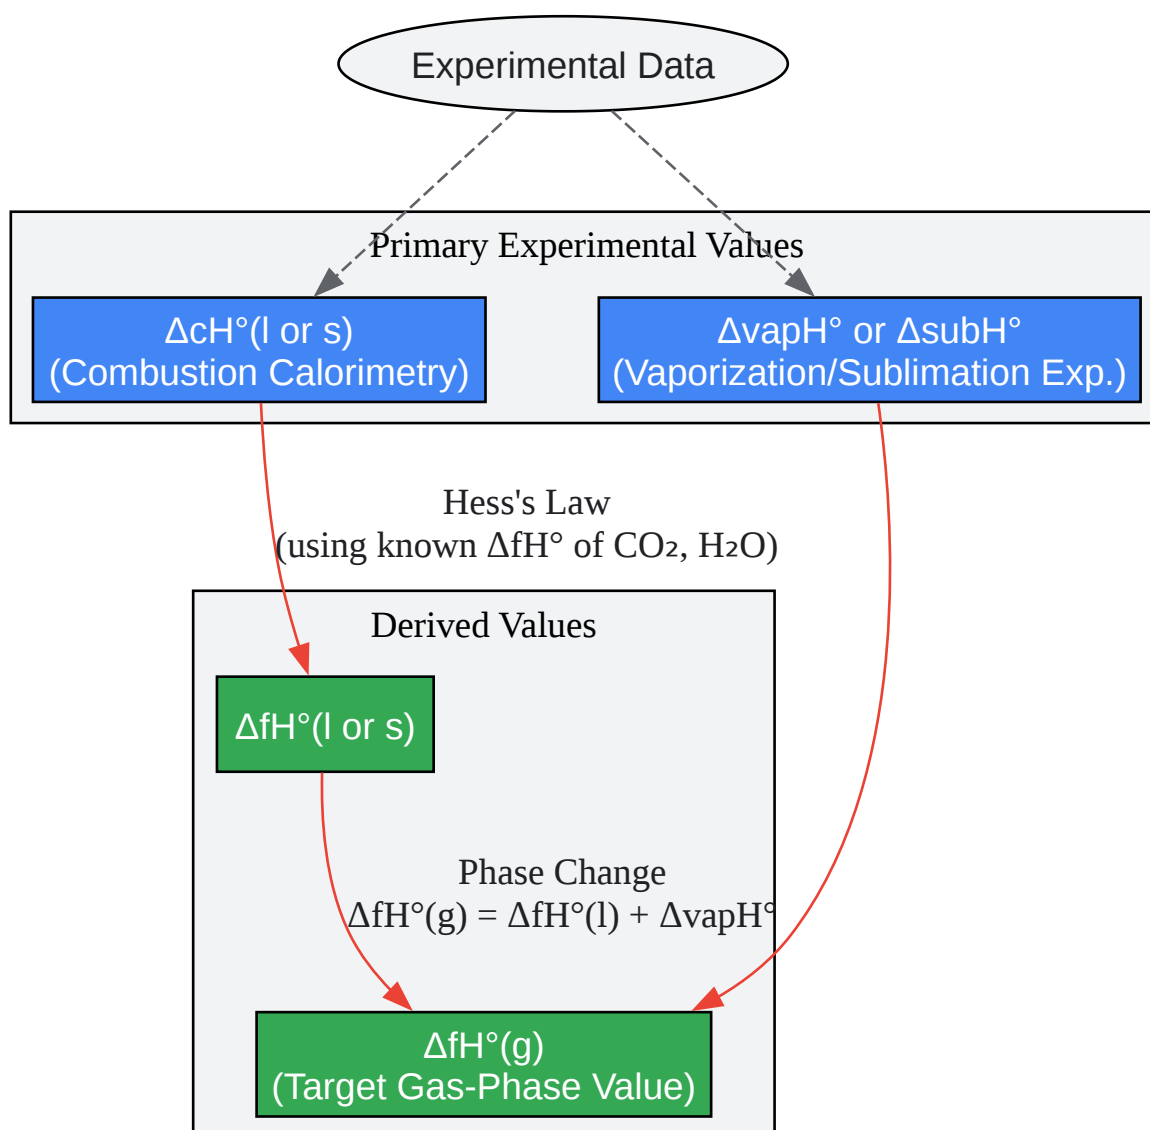 Experimental Data
Primary Experimental Values
ΔcH°(l or s)
(Combustion Calorimetry)
ΔvapH° or ΔsubH°
(Vaporization/Sublimation Exp.)
Hess's Law
(using known ΔfH° of CO₂, H₂O)
Derived Values
ΔfH°(l or s)
Phase Change
ΔfH°(g) = ΔfH°(l) + ΔvapH°
ΔfH°(g)
(Target Gas-Phase Value)